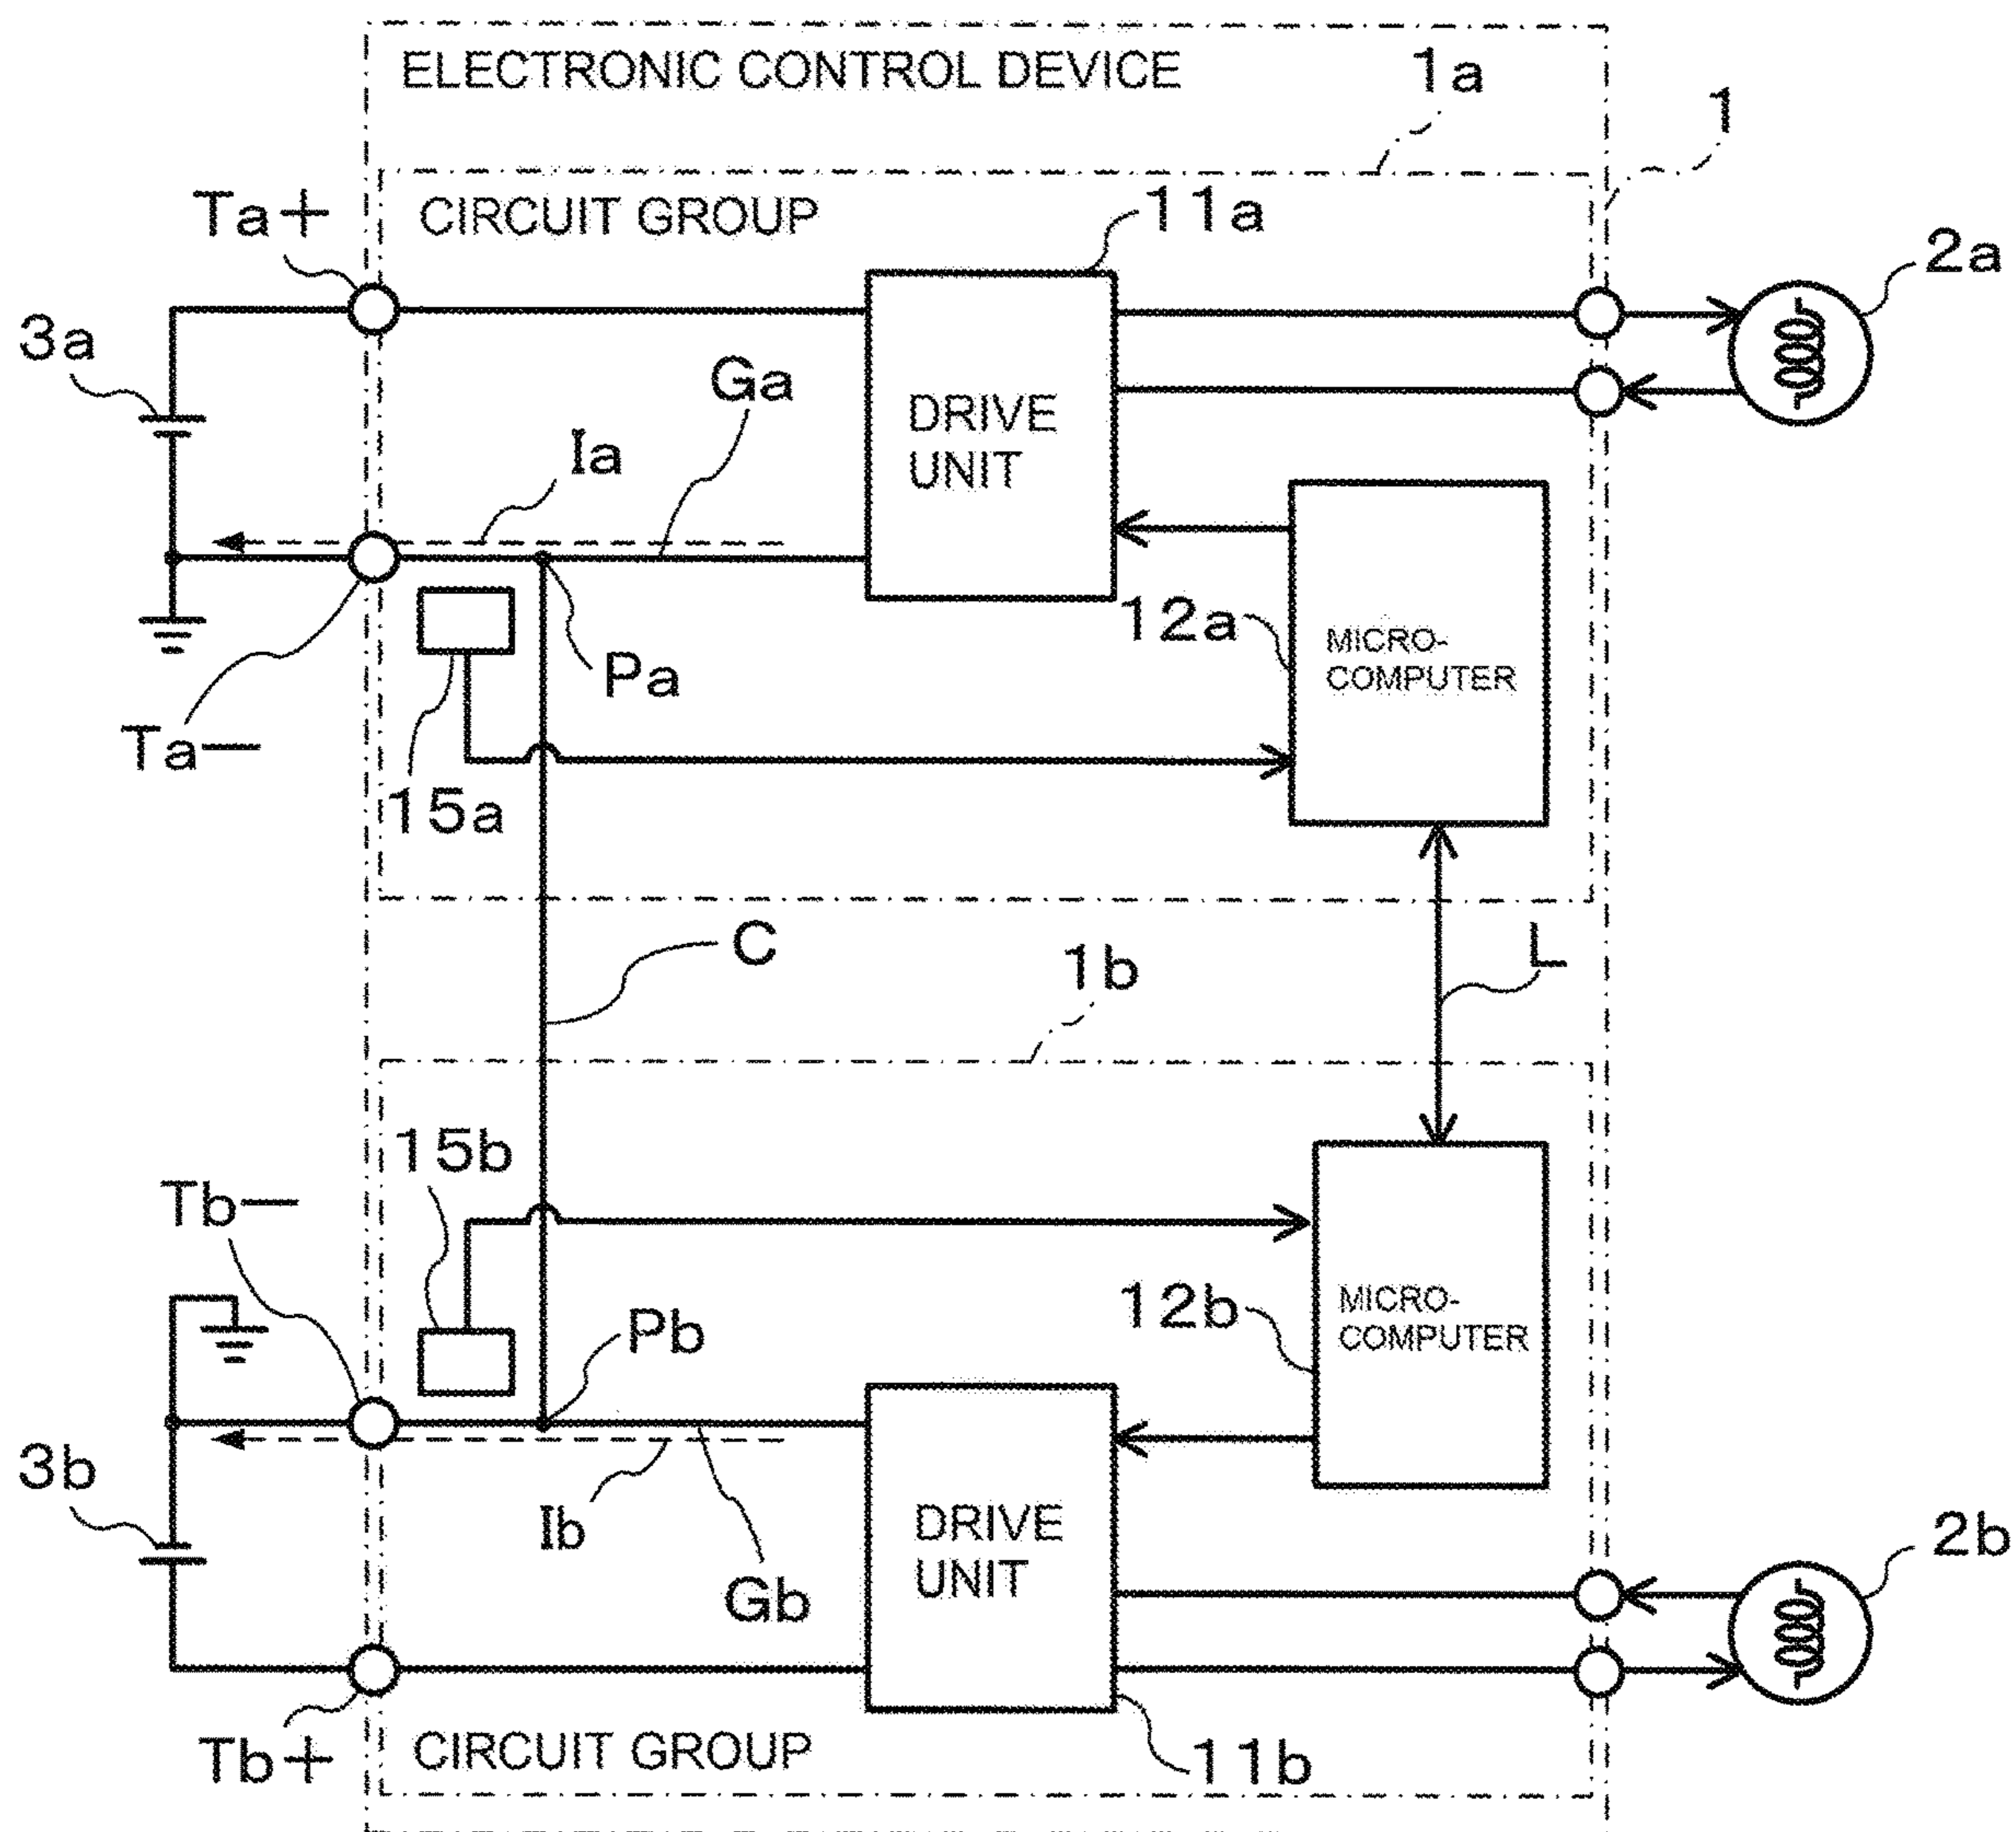 ELECTRONIC CONTROL DEVICE
1a
1
Ta+
CIRCUIT GROUP
11a
2a
3a
Ga
DRIVE
UNIT
Ia
12a
MICRO-
COMPUTER
Pa
Ta−
15a
C
1b
L
15b
Tb−
12b
MICRO-
COMPUTER
Pb
3b
Ib
DRIVE
UNIT
2b
Gb
Tb+
CIRCUIT GROUP
11b